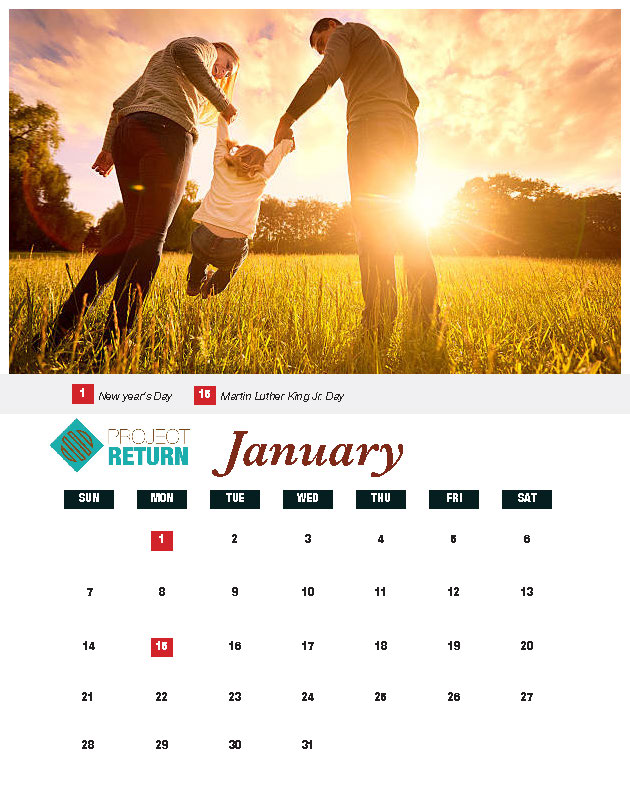 1 New year's Day 15 Martin Luther King Jr. Day
PROJECT
RETURN
January
SUN MON TUE WED THU FRI SAT
1 2 3 4 5 6
7 8 9 10 11 12 13
14 15 16 17 18 19 20
21 22 23 24 25 26 27
28 29 30 31